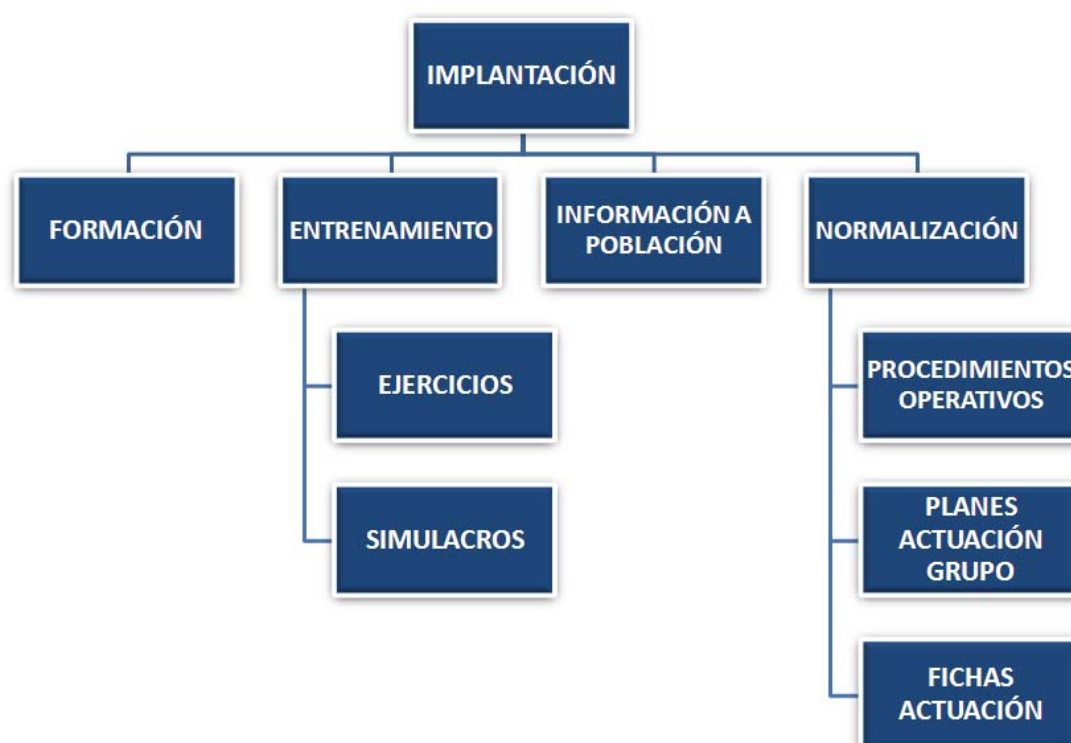 IMPLANTACIÓN
FORMACIÓN
ENTRENAMIENTO
INFORMACIÓN A
POBLACIÓN
NORMALIZACIÓN
EJERCICIOS
SIMULACROS
PROCEDIMIENTOS
OPERATIVOS
PLANES
ACTUACIÓN
GRUPO
FICHAS
ACTUACIÓN